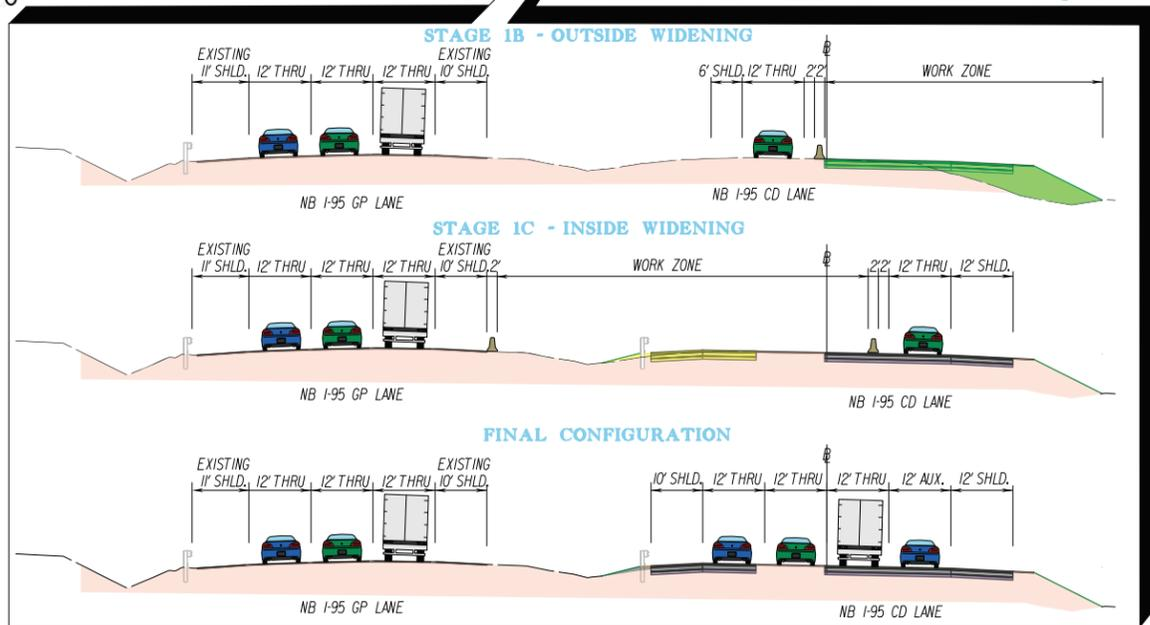 STAGE 1B - OUTSIDE WIDENING
EXISTING
11' SHLD. 12' THRU 12' THRU 12' THRU
EXISTING
10' SHLD.
6' SHLD. 12' THRU 2' 2' WORK ZONE
NB I-95 GP LANE
NB I-95 CD LANE
STAGE 1C - INSIDE WIDENING
EXISTING
11' SHLD. 12' THRU 12' THRU 12' THRU
EXISTING
10' SHLD. 2' WORK ZONE 2' 2' 12' THRU 12' SHLD.
NB I-95 GP LANE
NB I-95 CD LANE
FINAL CONFIGURATION
EXISTING
11' SHLD. 12' THRU 12' THRU 12' THRU
EXISTING
10' SHLD.
10' SHLD. 12' THRU 12' THRU 12' THRU 12' AUX. 12' SHLD.
NB I-95 GP LANE
NB I-95 CD LANE